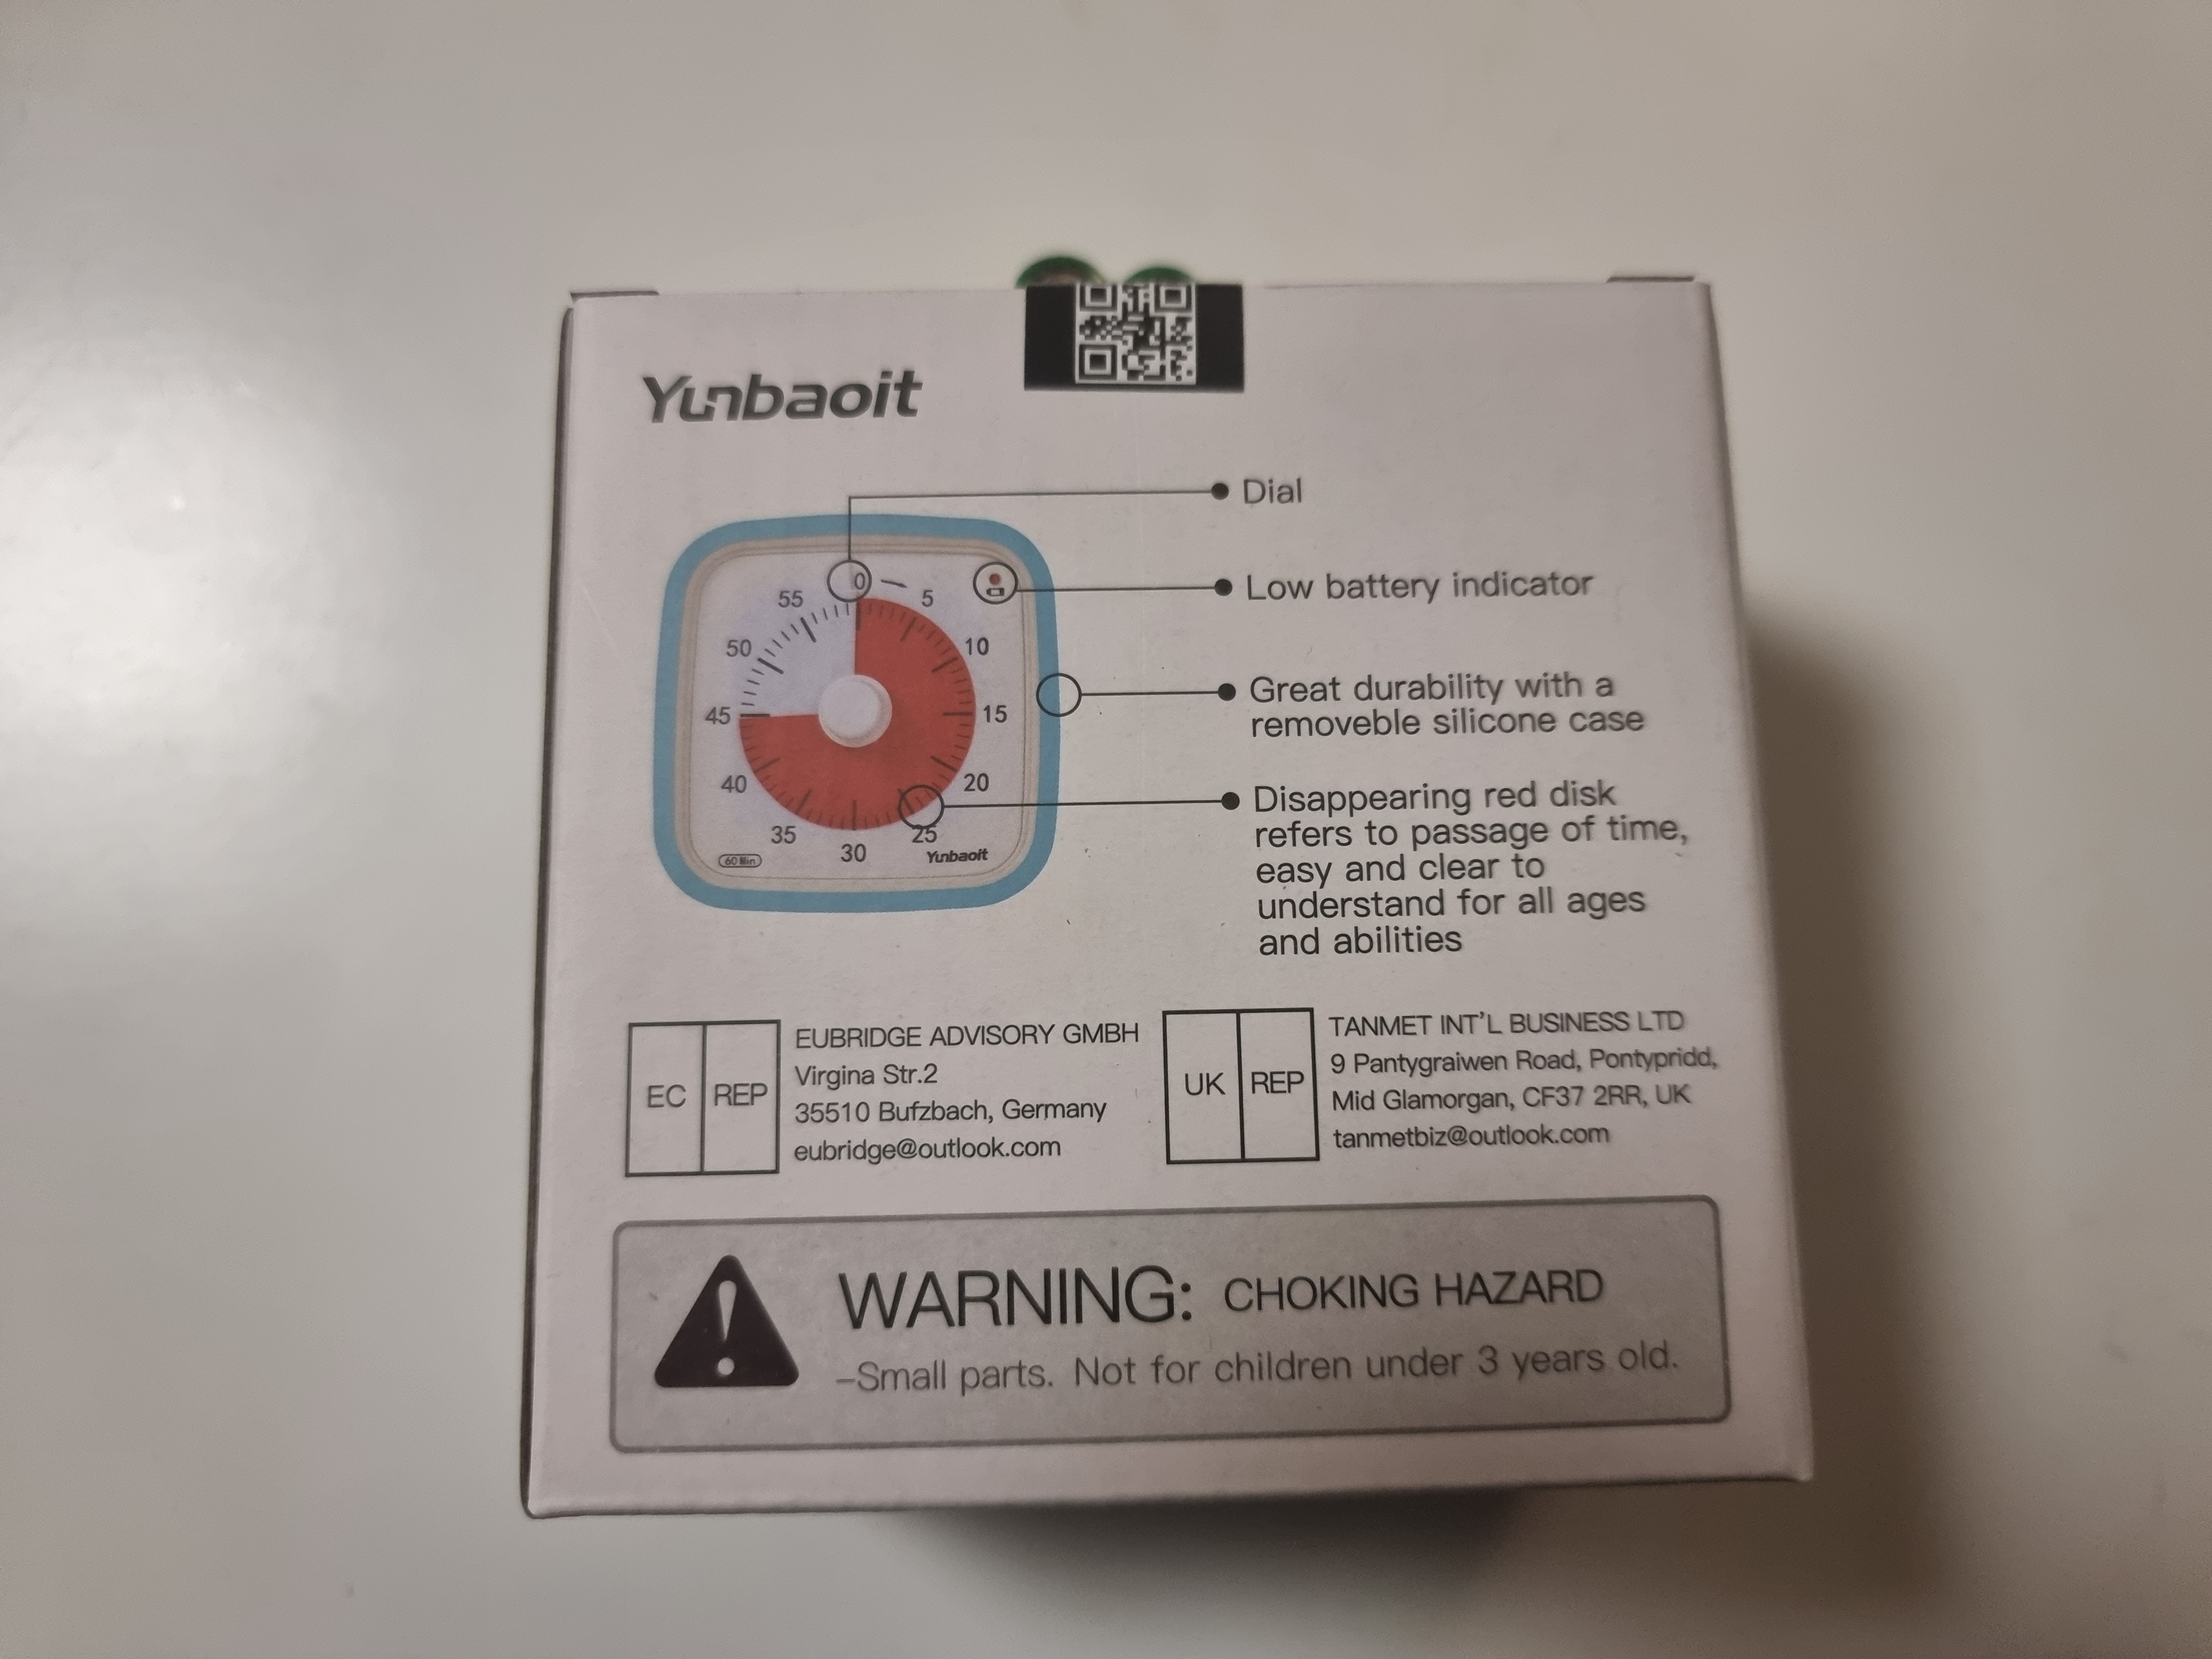 Yunbaoit
Dial
Low battery indicator
Great durability with a
removeble silicone case
Disappearing red disk
refers to passage of time,
easy and clear to
understand for all ages
and abilities
0
5
10
15
20
25
30
35
40
45
50
55
60 Min
Yunbaoit
EC REP
EUBRIDGE ADVISORY GMBH
Virgina Str.2
35510 Bufzbach, Germany
eubridge@outlook.com
UK REP
TANMET INT'L BUSINESS LTD
9 Pantygraiwen Road, Pontypridd,
Mid Glamorgan, CF37 2RR, UK
tanmetbiz@outlook.com
WARNING: CHOKING HAZARD
–Small parts. Not for children under 3 years old.